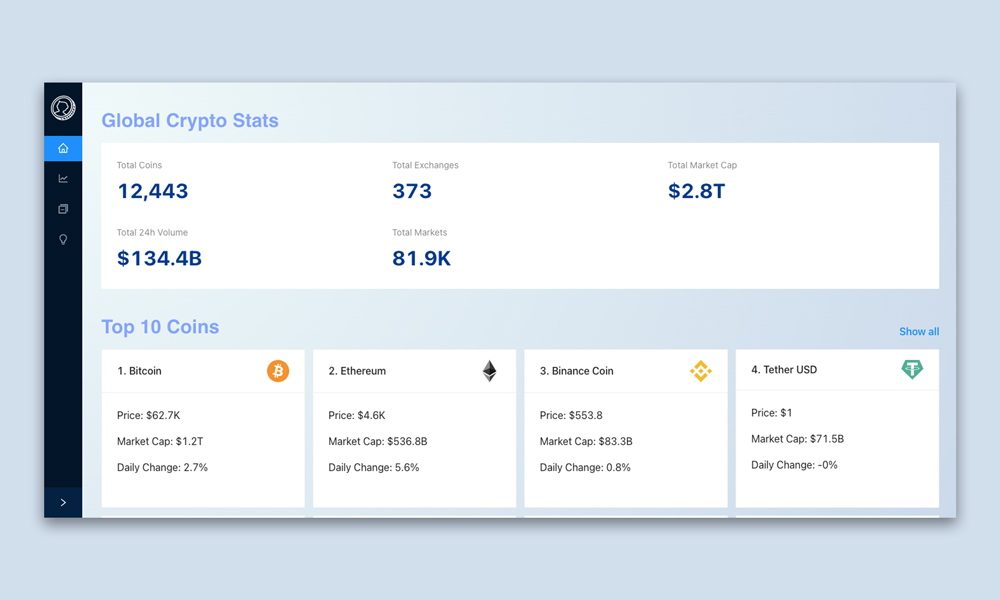 Global Crypto Stats
Total Coins
12,443
Total Exchanges
373
Total Market Cap
$2.8T
Total 24h Volume
$134.4B
Total Markets
81.9K
Top 10 Coins
Show all
1. Bitcoin
Price: $62.7K
Market Cap: $1.2T
Daily Change: 2.7%
2. Ethereum
Price: $4.6K
Market Cap: $536.8B
Daily Change: 5.6%
3. Binance Coin
Price: $553.8
Market Cap: $83.3B
Daily Change: 0.8%
4. Tether USD
Price: $1
Market Cap: $71.5B
Daily Change: -0%